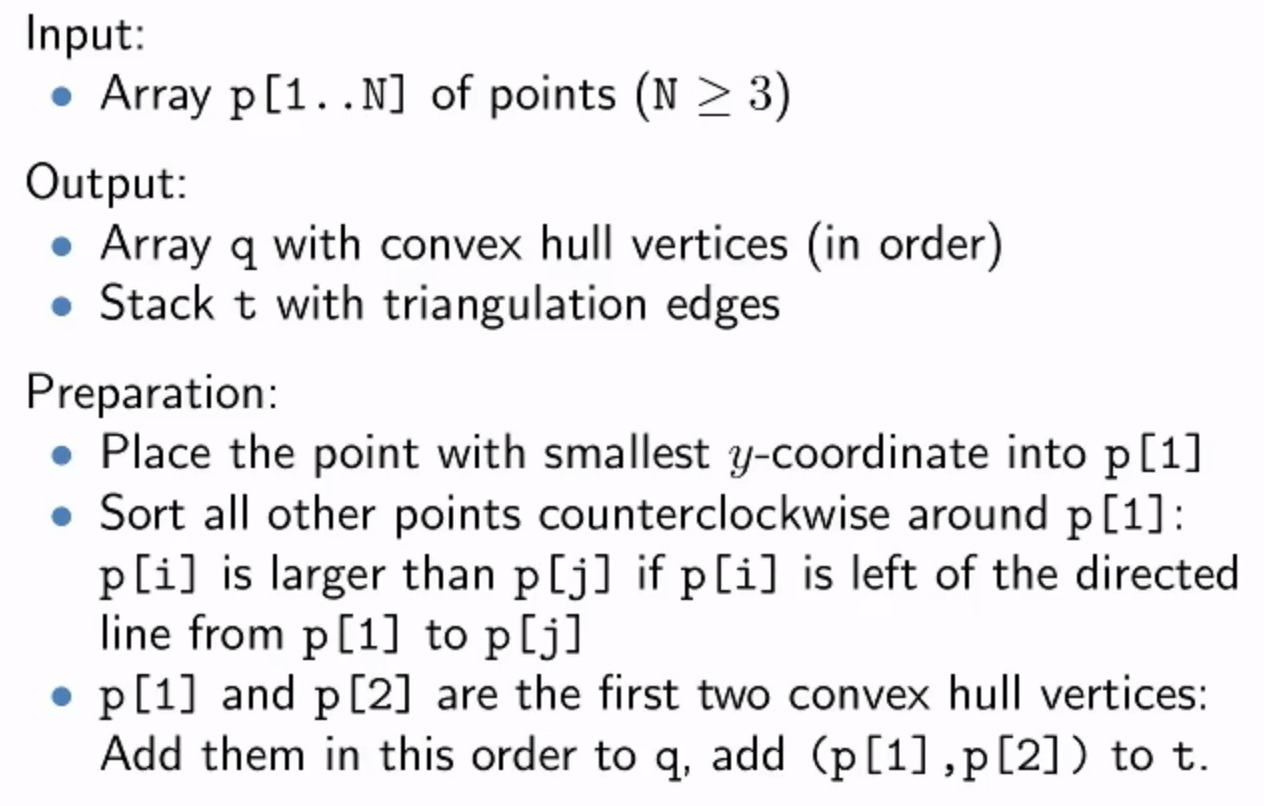 Input:
• Array p[1..N] of points (N ≥ 3)
Output:
• Array q with convex hull vertices (in order)
• Stack t with triangulation edges
Preparation:
• Place the point with smallest y-coordinate into p[1]
• Sort all other points counterclockwise around p[1]:
p[i] is larger than p[j] if p[i] is left of the directed
line from p[1] to p[j]
• p[1] and p[2] are the first two convex hull vertices:
Add them in this order to q, add (p[1],p[2]) to t.